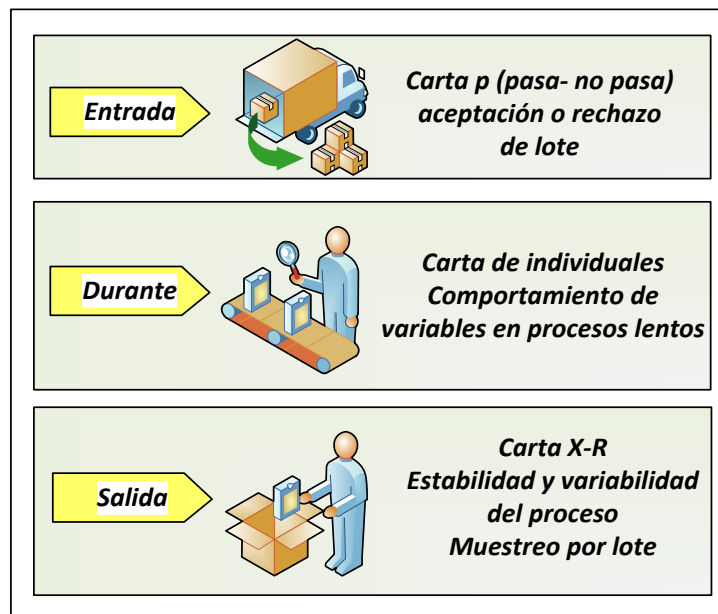 Entrada
Carta p (pasa- no pasa)
aceptación o rechazo
de lote
Durante
Carta de individuales
Comportamiento de
variables en procesos lentos
Salida
Carta X-R
Estabilidad y variabilidad
del proceso
Muestreo por lote